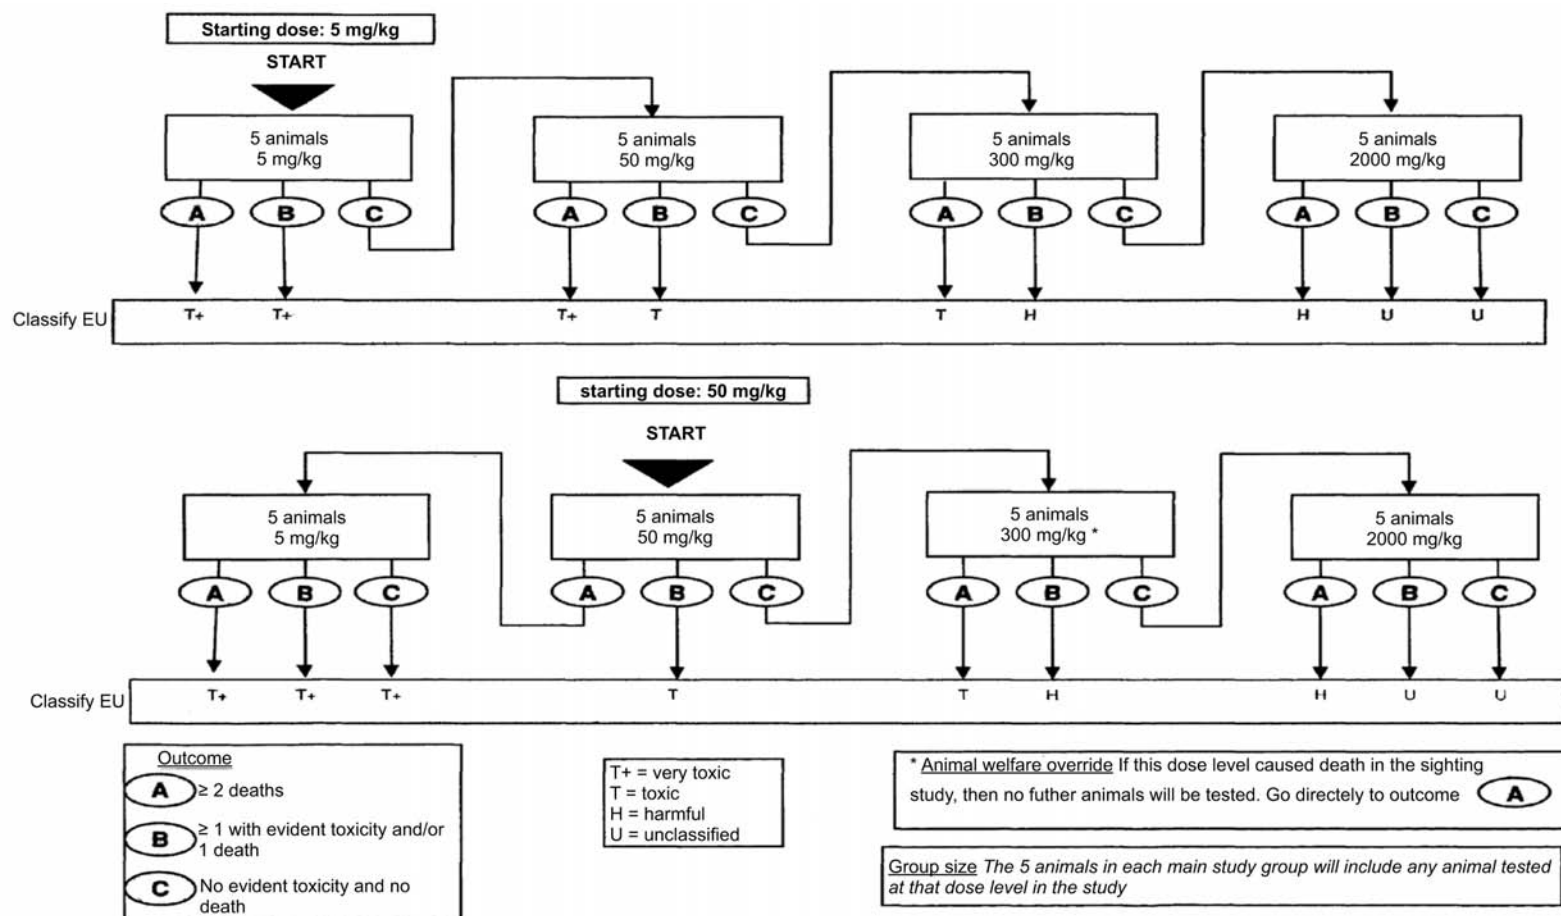 Starting dose: 5 mg/kg
START
5 animals
5 mg/kg
5 animals
50 mg/kg
5 animals
300 mg/kg
5 animals
2000 mg/kg
A B C A B C A B C A B C
Classify EU T+ T+ T+ T T H H U U
starting dose: 50 mg/kg
START
5 animals
5 mg/kg
5 animals
50 mg/kg
5 animals
300 mg/kg *
5 animals
2000 mg/kg
A B C A B C A B C A B C
Classify EU T+ T+ T+ T T H H U U
Outcome
A ≥ 2 deaths
B ≥ 1 with evident toxicity and/or
1 death
C No evident toxicity and no
death
T+ = very toxic
T = toxic
H = harmful
U = unclassified
* Animal welfare override If this dose level caused death in the sighting
study, then no futher animals will be tested. Go directely to outcome A
Group size The 5 animals in each main study group will include any animal tested
at that dose level in the study